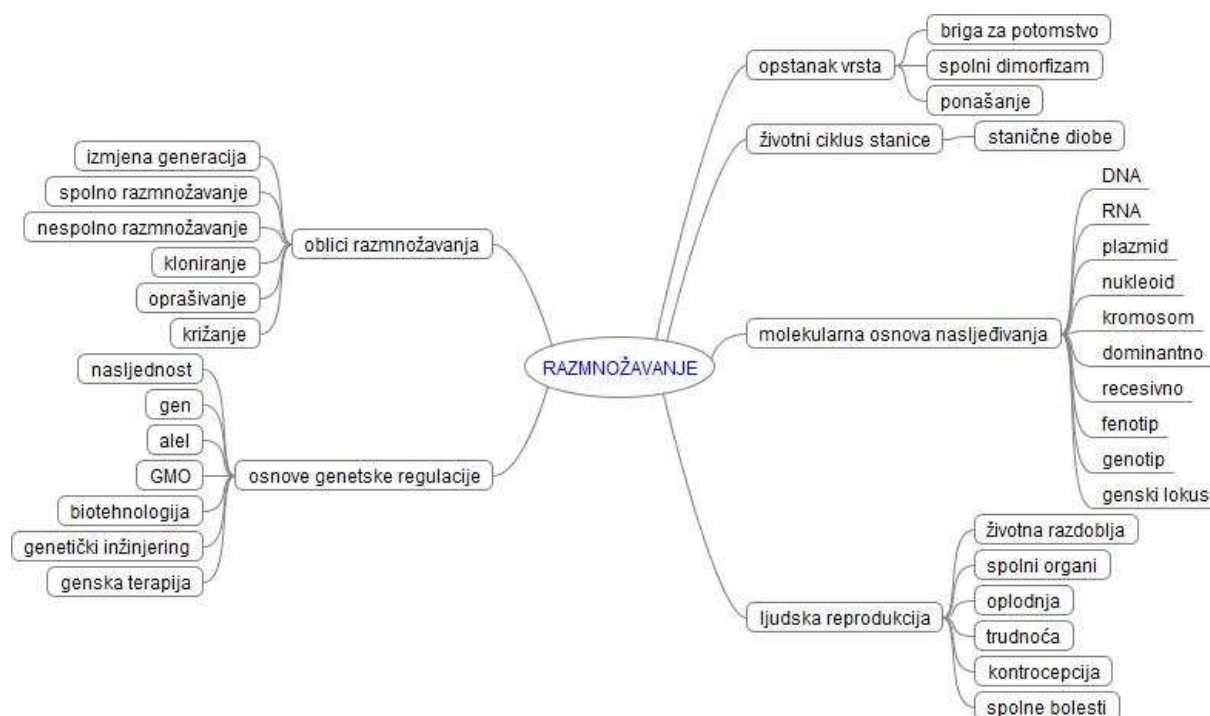 RAZMNOŽAVANJE
opstanak vrsta
briga za potomstvo
spolni dimorfizam
ponašanje
životni ciklus stanice
stanične diobe
molekularna osnova nasljeđivanja
DNA
RNA
plazmid
nukleoid
kromosom
dominantno
recesivno
fenotip
genotip
genski lokus
ljudska reprodukcija
životna razdoblja
spolni organi
oplodnja
trudnoća
kontrocepcija
spolne bolesti
oblici razmnožavanja
izmjena generacija
spolno razmnožavanje
nespolno razmnožavanje
kloniranje
oprašivanje
križanje
osnove genetske regulacije
nasljednost
gen
alel
GMO
biotehnologija
genetički inžinjering
genska terapija